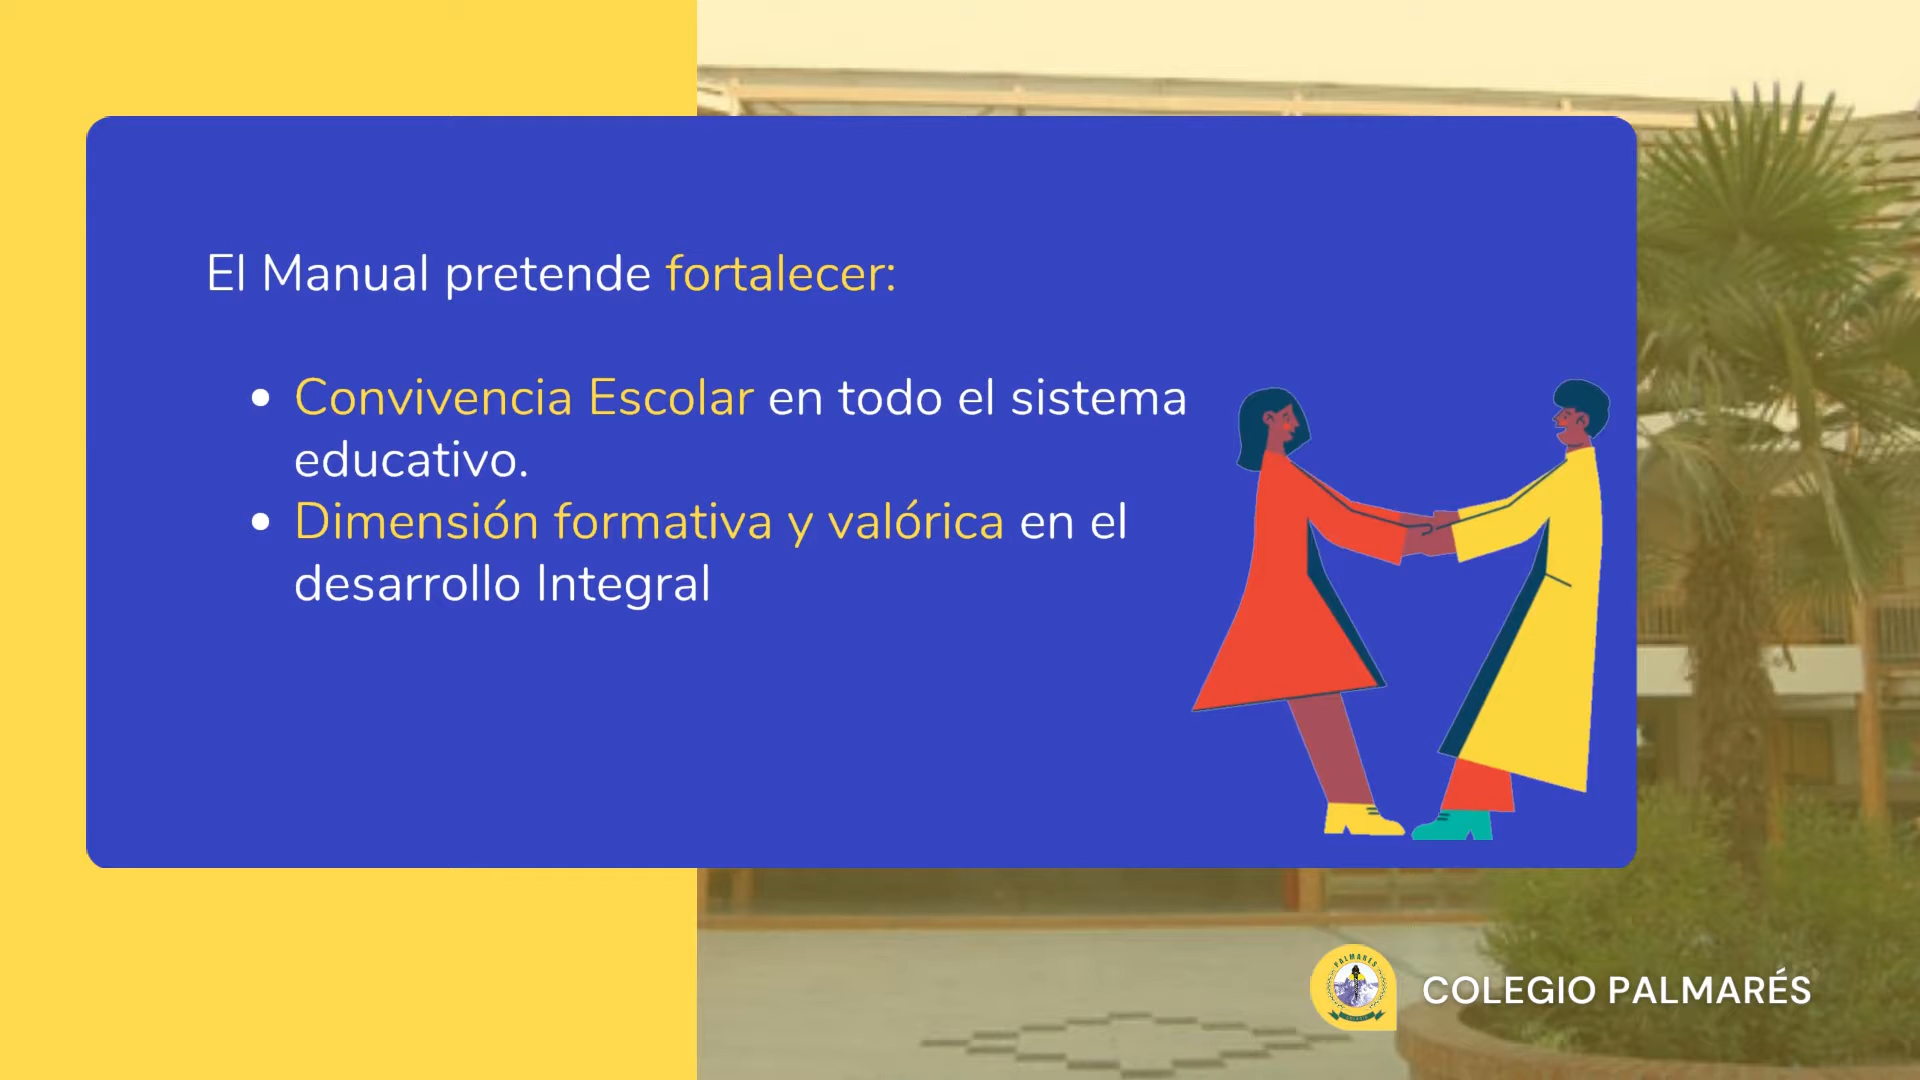 El Manual pretende fortalecer:
• Convivencia Escolar en todo el sistema
educativo.
• Dimensión formativa y valórica en el
desarrollo Integral
PALMARES
COLEGIO PALMARÉS